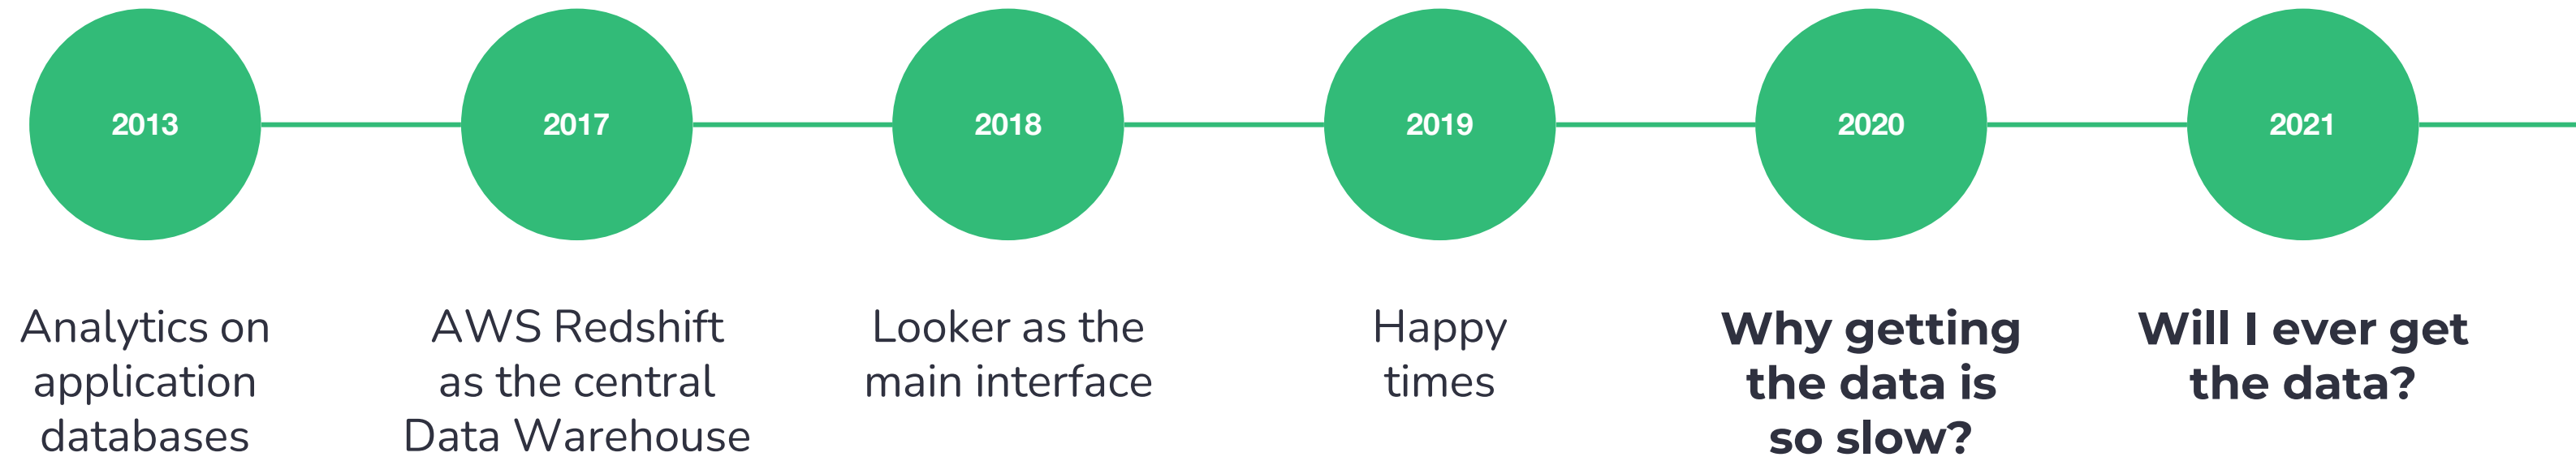 2013
2017
2018
2019
2020
2021
Analytics on
application
databases
AWS Redshift
as the central
Data Warehouse
Looker as the
main interface
Happy
times
Why getting
the data is
so slow?
Will I ever get
the data?